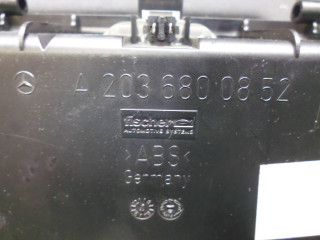 A 203 680 08 52
fischer
AUTOMOTIVE SYSTEMS
>ABS<
Germany